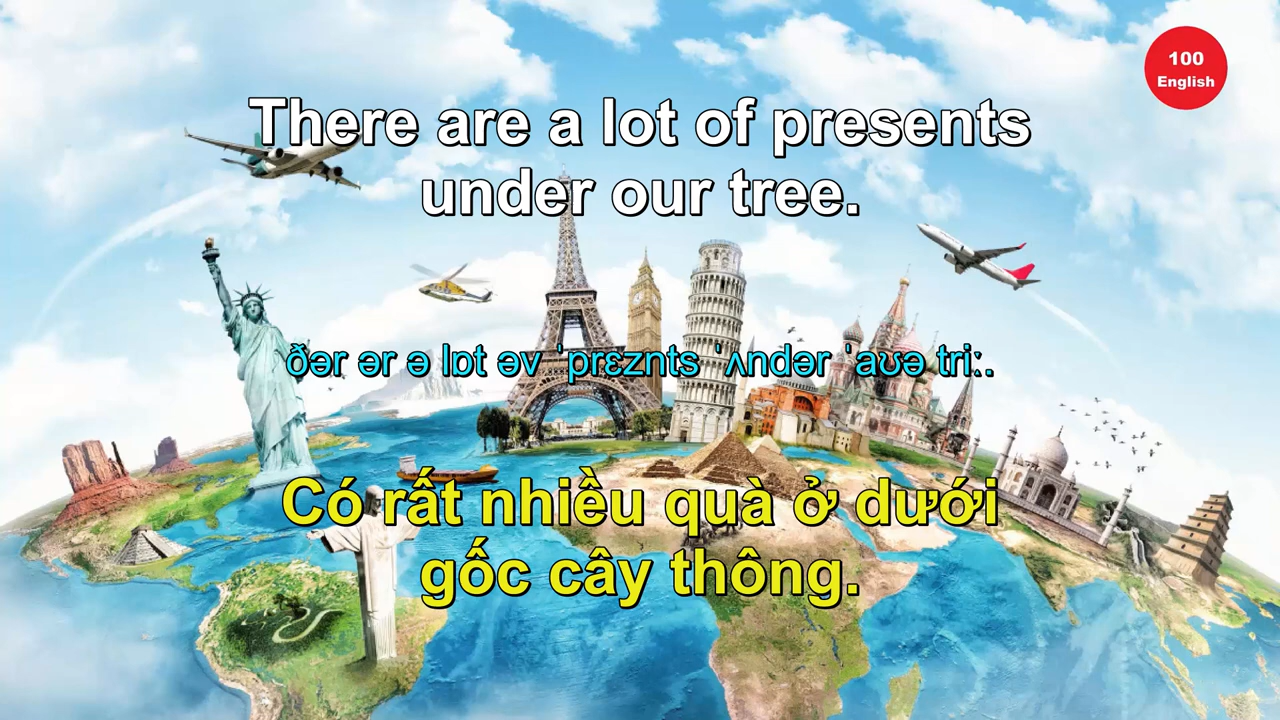 100
English
There are a lot of presents
under our tree.
ðər ər ə lɒt əv ˈprɛznts ˈʌndər ˈaʊə triː.
Có rất nhiều quà ở dưới
gốc cây thông.